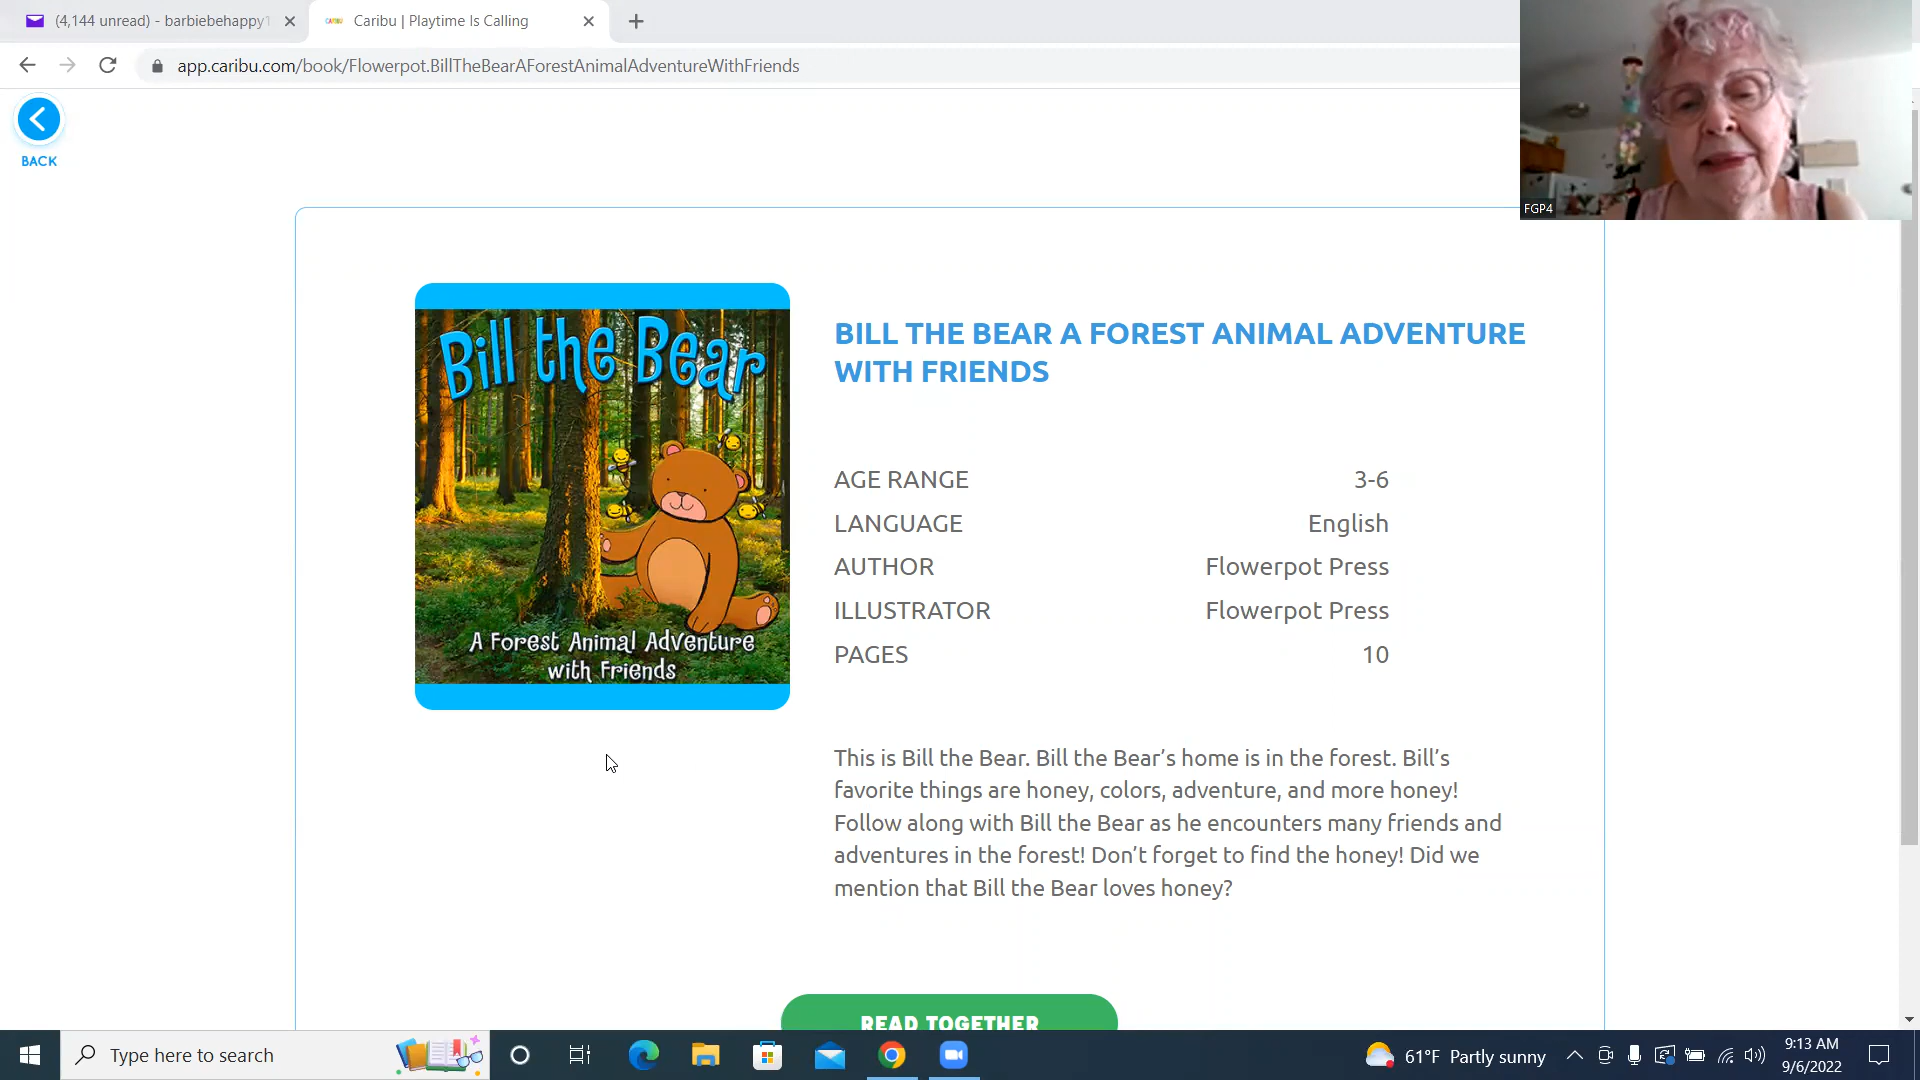 (4,144 unread) - barbiebehappy1
Caribu | Playtime Is Calling
app.caribu.com/book/Flowerpot.BillTheBearAForestAnimalAdventureWithFriends
BACK
FGP4
Bill the Bear
A Forest Animal Adventure
with Friends
BILL THE BEAR A FOREST ANIMAL ADVENTURE
WITH FRIENDS
AGE RANGE 3-6
LANGUAGE English
AUTHOR Flowerpot Press
ILLUSTRATOR Flowerpot Press
PAGES 10
This is Bill the Bear. Bill the Bear’s home is in the forest. Bill’s
favorite things are honey, colors, adventure, and more honey!
Follow along with Bill the Bear as he encounters many friends and
adventures in the forest! Don’t forget to find the honey! Did we
mention that Bill the Bear loves honey?
READ TOGETHER
Type here to search
61°F Partly sunny
9:13 AM
9/6/2022